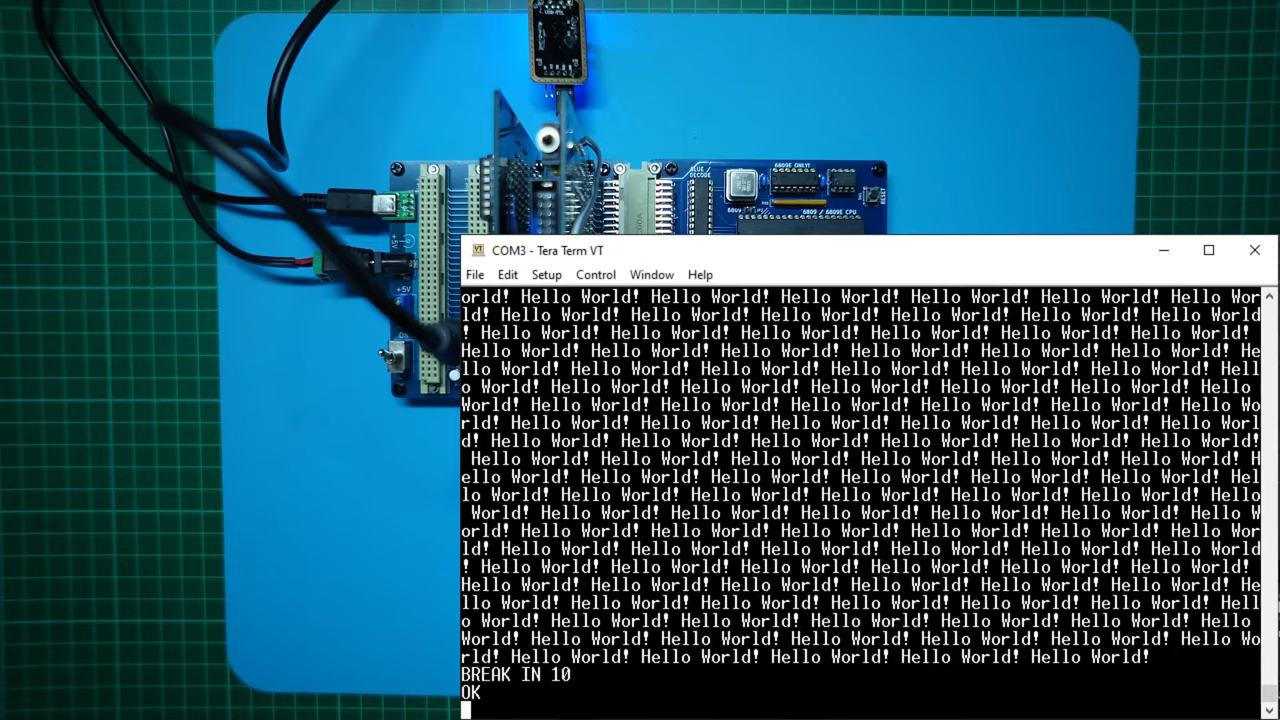 6809E ONLY!
GLUE
DECODE
RESET
6809 / 6809E CPU
+5V
+5V
COM3 - Tera Term VT
File Edit Setup Control Window Help
orld! Hello World! Hello World! Hello World! Hello World! Hello World! Hello Wor
ld! Hello World! Hello World! Hello World! Hello World! Hello World! Hello World
! Hello World! Hello World! Hello World! Hello World! Hello World! Hello World!
Hello World! Hello World! Hello World! Hello World! Hello World! Hello World! He
llo World! Hello World! Hello World! Hello World! Hello World! Hello World! Hell
o World! Hello World! Hello World! Hello World! Hello World! Hello World! Hello
World! Hello World! Hello World! Hello World! Hello World! Hello World! Hello Wo
rld! Hello World! Hello World! Hello World! Hello World! Hello World! Hello Worl
d! Hello World! Hello World! Hello World! Hello World! Hello World! Hello World!
Hello World! Hello World! Hello World! Hello World! Hello World! Hello World! H
ello World! Hello World! Hello World! Hello World! Hello World! Hello World! Hel
lo World! Hello World! Hello World! Hello World! Hello World! Hello World! Hello
World! Hello World! Hello World! Hello World! Hello World! Hello World! Hello W
orld! Hello World! Hello World! Hello World! Hello World! Hello World! Hello Wor
ld! Hello World! Hello World! Hello World! Hello World! Hello World! Hello World
! Hello World! Hello World! Hello World! Hello World! Hello World! Hello World!
Hello World! Hello World! Hello World! Hello World! Hello World! Hello World! He
llo World! Hello World! Hello World! Hello World! Hello World! Hello World! Hell
o World! Hello World! Hello World! Hello World! Hello World! Hello World! Hello
World! Hello World! Hello World! Hello World! Hello World! Hello World! Hello Wo
rld! Hello World! Hello World! Hello World! Hello World! Hello World!
BREAK IN 10
OK